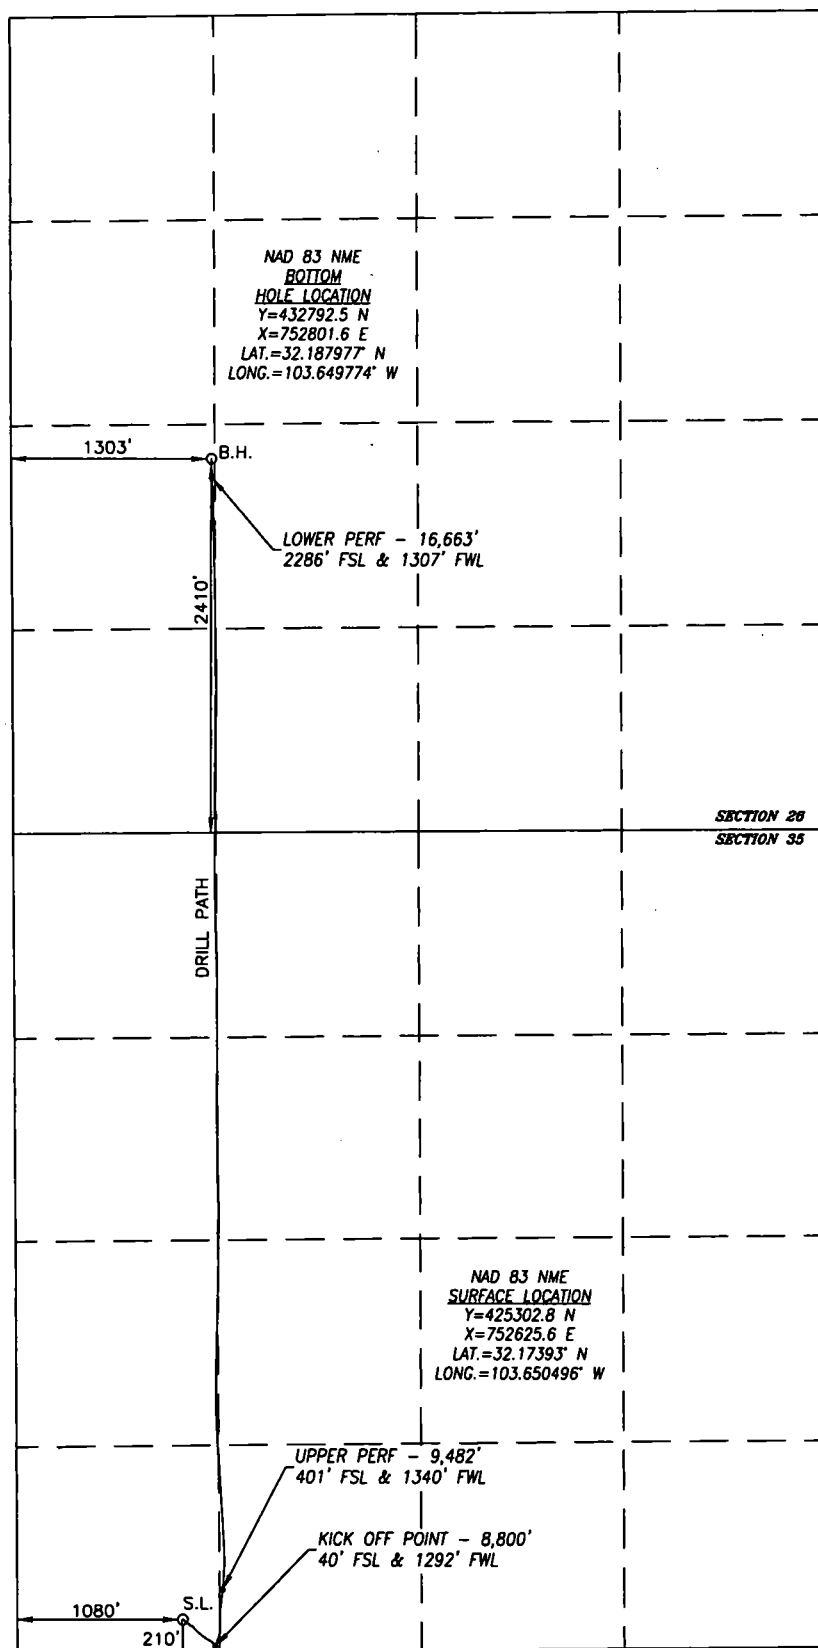 NAD 83 NME
BOTTOM
HOLE LOCATION
Y=432792.5 N
X=752801.6 E
LAT.=32.187977° N
LONG.=103.649774° W
1303'
B.H.
LOWER PERF - 16,663'
2286' FSL & 1307' FWL
2410'
SECTION 26
SECTION 35
DRILL PATH
NAD 83 NME
SURFACE LOCATION
Y=425302.8 N
X=752625.6 E
LAT.=32.17393° N
LONG.=103.650496° W
UPPER PERF - 9,482'
401' FSL & 1340' FWL
KICK OFF POINT - 8,800'
40' FSL & 1292' FWL
S.L.
1080'
210'